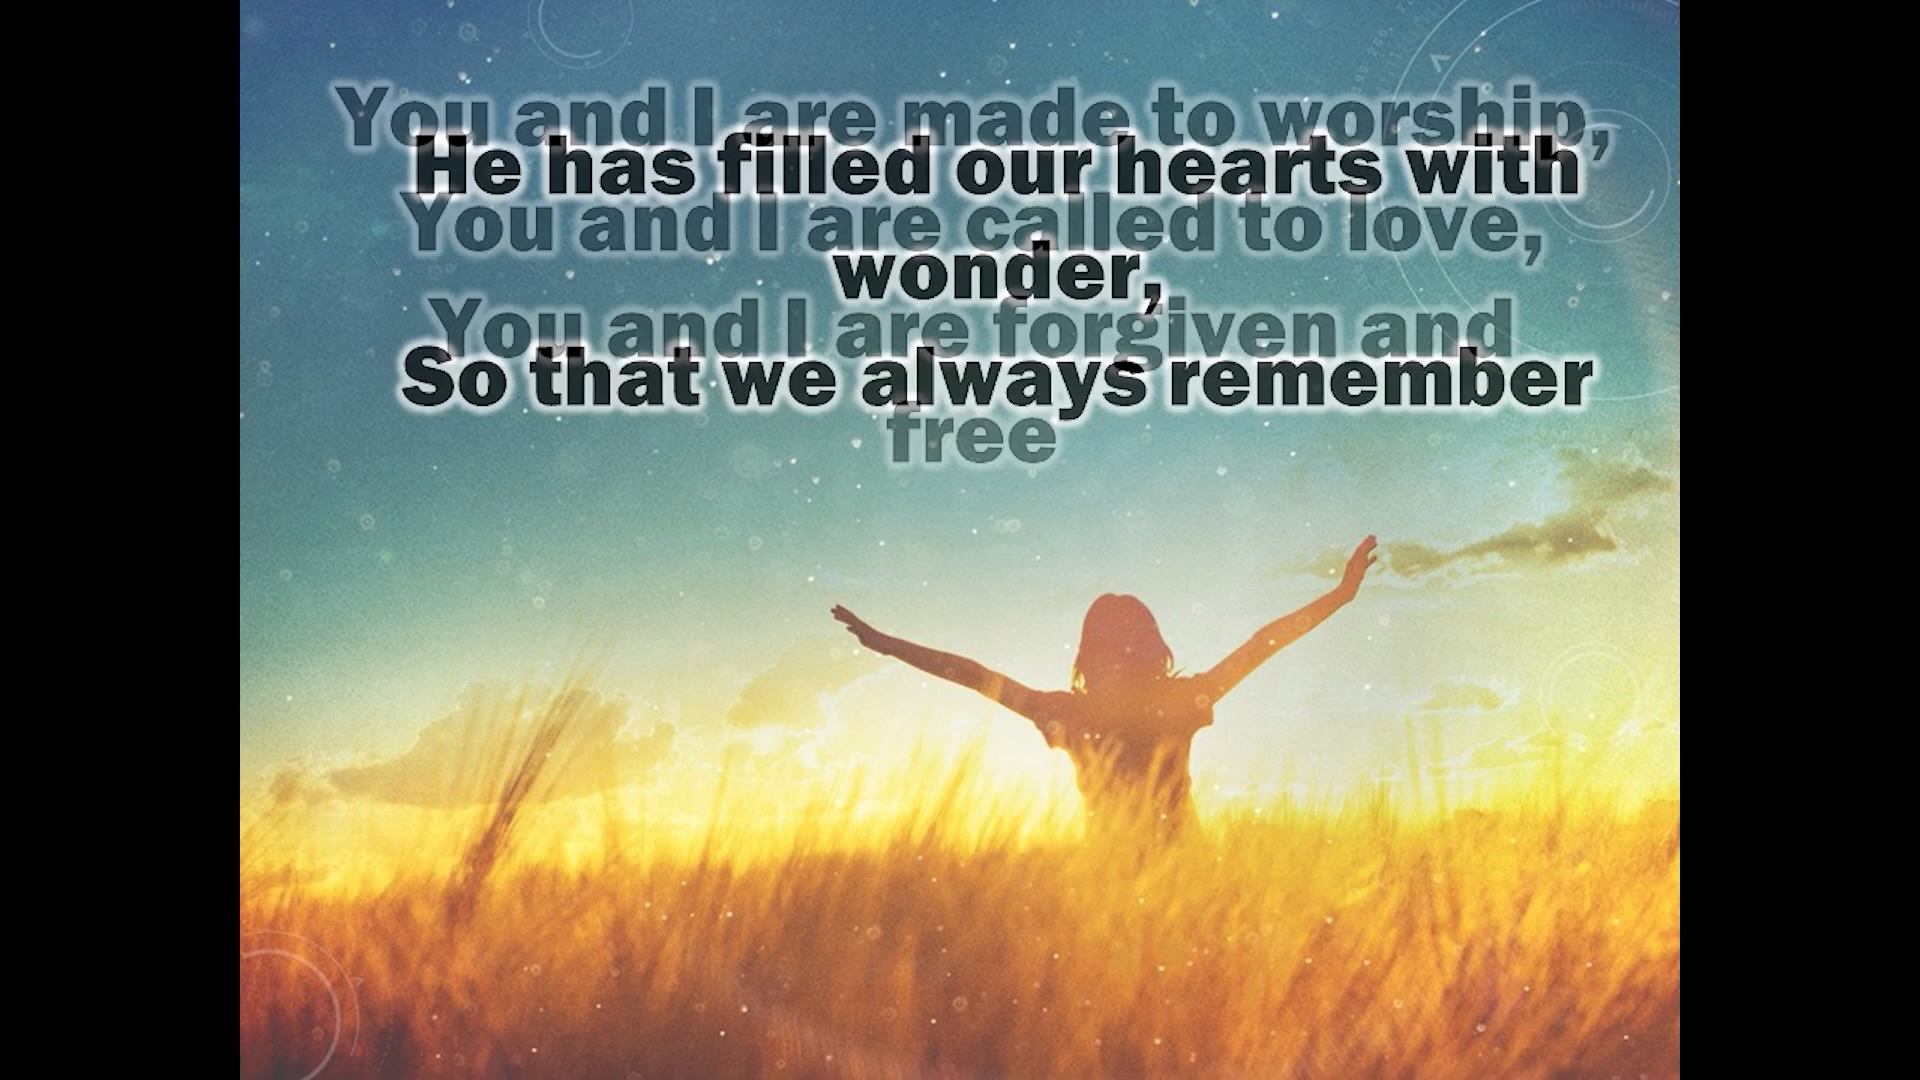 You and I are made to worship,
He has filled our hearts with
You and I are called to love,
wonder,
You and I are forgiven and
So that we always remember
free